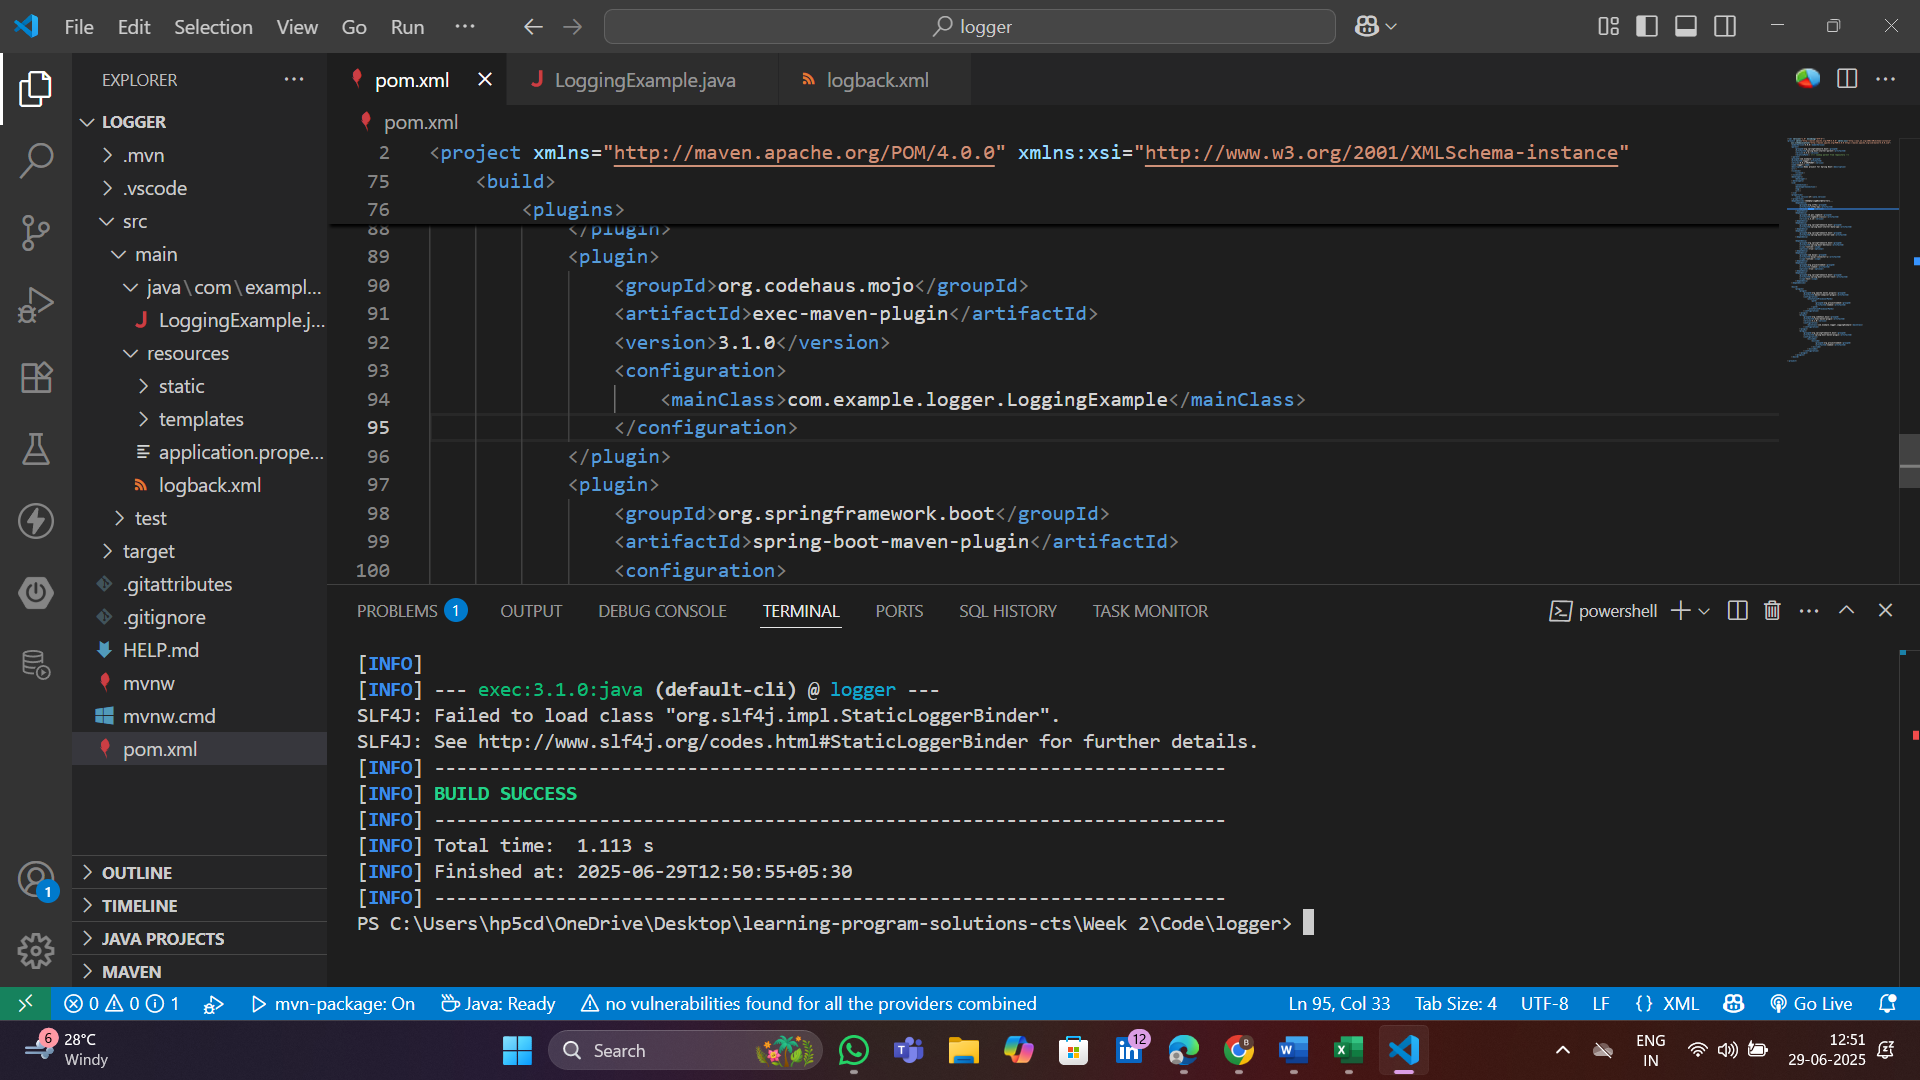 File Edit Selection View Go Run ··· logger
EXPLORER ···
LOGGER
.mvn
.vscode
src
main
java\com\exampl...
LoggingExample.j...
resources
static
templates
application.prope...
logback.xml
test
target
.gitattributes
.gitignore
HELP.md
mvnw
mvnw.cmd
pom.xml
OUTLINE
TIMELINE
JAVA PROJECTS
MAVEN
1
pom.xml LoggingExample.java logback.xml
pom.xml
2 <project xmlns="http://maven.apache.org/POM/4.0.0" xmlns:xsi="http://www.w3.org/2001/XMLSchema-instance"
75 <build>
76 <plugins>
88 </plugin>
89 <plugin>
90 <groupId>org.codehaus.mojo</groupId>
91 <artifactId>exec-maven-plugin</artifactId>
92 <version>3.1.0</version>
93 <configuration>
94 <mainClass>com.example.logger.LoggingExample</mainClass>
95 </configuration>
96 </plugin>
97 <plugin>
98 <groupId>org.springframework.boot</groupId>
99 <artifactId>spring-boot-maven-plugin</artifactId>
100 <configuration>
PROBLEMS 1 OUTPUT DEBUG CONSOLE TERMINAL PORTS SQL HISTORY TASK MONITOR powershell
[INFO]
[INFO] --- exec:3.1.0:java (default-cli) @ logger ---
SLF4J: Failed to load class "org.slf4j.impl.StaticLoggerBinder".
SLF4J: See http://www.slf4j.org/codes.html#StaticLoggerBinder for further details.
[INFO] ------------------------------------------------------------------------
[INFO] BUILD SUCCESS
[INFO] ------------------------------------------------------------------------
[INFO] Total time:  1.113 s
[INFO] Finished at: 2025-06-29T12:50:55+05:30
[INFO] ------------------------------------------------------------------------
PS C:\Users\hp5cd\OneDrive\Desktop\learning-program-solutions-cts\Week 2\Code\logger>
0 0 1 mvn-package: On Java: Ready no vulnerabilities found for all the providers combined Ln 95, Col 33 Tab Size: 4 UTF-8 LF {} XML Go Live
6 28°C
Windy
Search
12
ENG
IN
12:51
29-06-2025